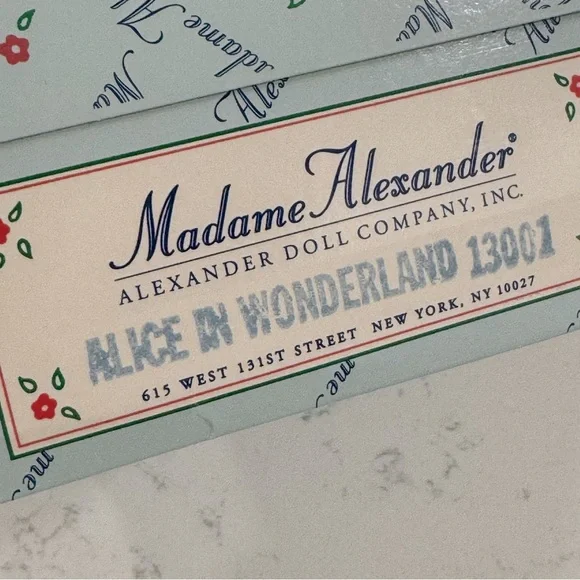 Madame Alexander®
ALEXANDER DOLL COMPANY, INC.
ALICE IN WONDERLAND 13001
615 WEST 131ST STREET NEW YORK, NY 10027